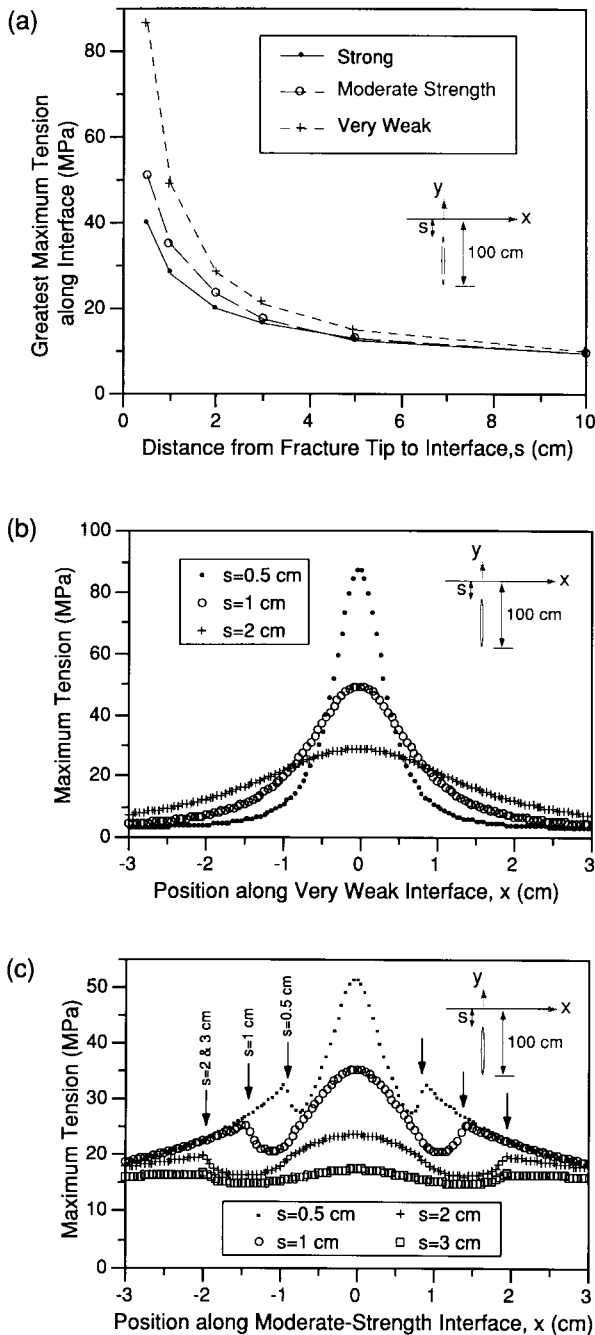 (a)
80
60
40
20
0
Greatest Maximum Tension
along Interface (MPa)
Strong
Moderate Strength
Very Weak
y
x
s
100 cm
0 2 4 6 8 10
Distance from Fracture Tip to Interface,s (cm)
(b)
100
80
60
40
20
0
Maximum Tension (MPa)
s=0.5 cm
s=1 cm
s=2 cm
y
x
s
100 cm
-3 -2 -1 0 1 2 3
Position along Very Weak Interface, x (cm)
(c)
50
40
30
20
10
0
Maximum Tension (MPa)
s=2 & 3 cm
s=1 cm
s=0.5 cm
y
x
s
100 cm
s=0.5 cm
s=2 cm
s=1 cm
s=3 cm
-3 -2 -1 0 1 2 3
Position along Moderate-Strength Interface, x (cm)